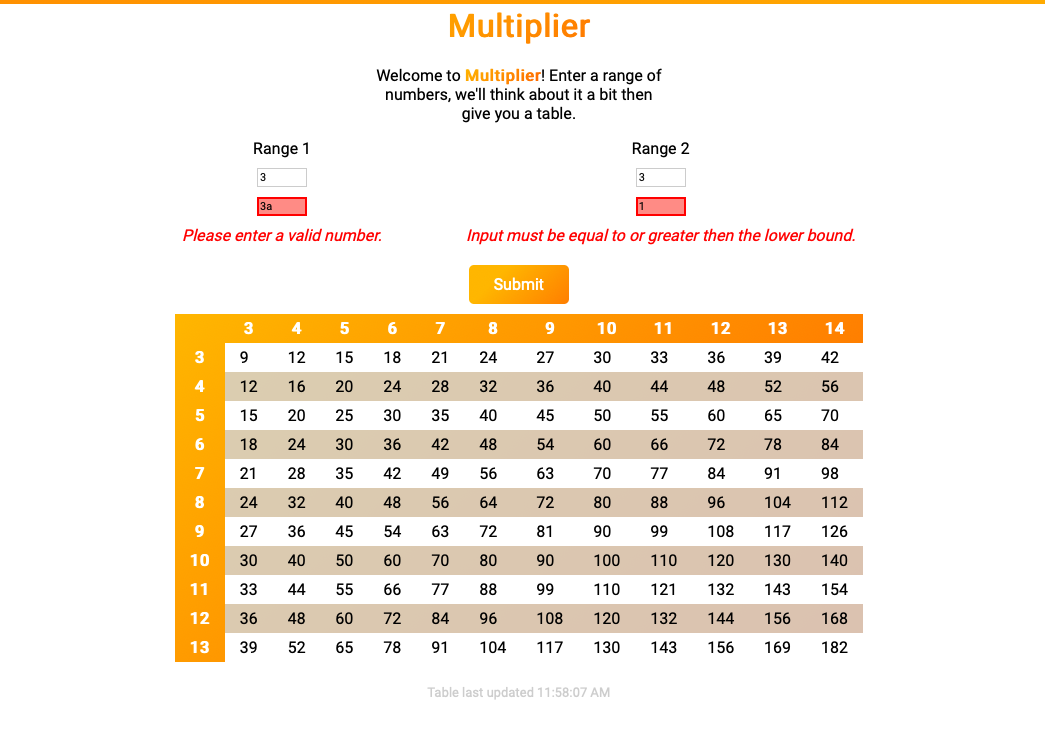 Multiplier
Welcome to Multiplier! Enter a range of
numbers, we'll think about it a bit then
give you a table.
Range 1 Range 2
3 3
3a 1
Please enter a valid number. Input must be equal to or greater then the lower bound.
Submit
3 4 5 6 7 8 9 10 11 12 13 14
3 9 12 15 18 21 24 27 30 33 36 39 42
4 12 16 20 24 28 32 36 40 44 48 52 56
5 15 20 25 30 35 40 45 50 55 60 65 70
6 18 24 30 36 42 48 54 60 66 72 78 84
7 21 28 35 42 49 56 63 70 77 84 91 98
8 24 32 40 48 56 64 72 80 88 96 104 112
9 27 36 45 54 63 72 81 90 99 108 117 126
10 30 40 50 60 70 80 90 100 110 120 130 140
11 33 44 55 66 77 88 99 110 121 132 143 154
12 36 48 60 72 84 96 108 120 132 144 156 168
13 39 52 65 78 91 104 117 130 143 156 169 182
Table last updated 11:58:07 AM